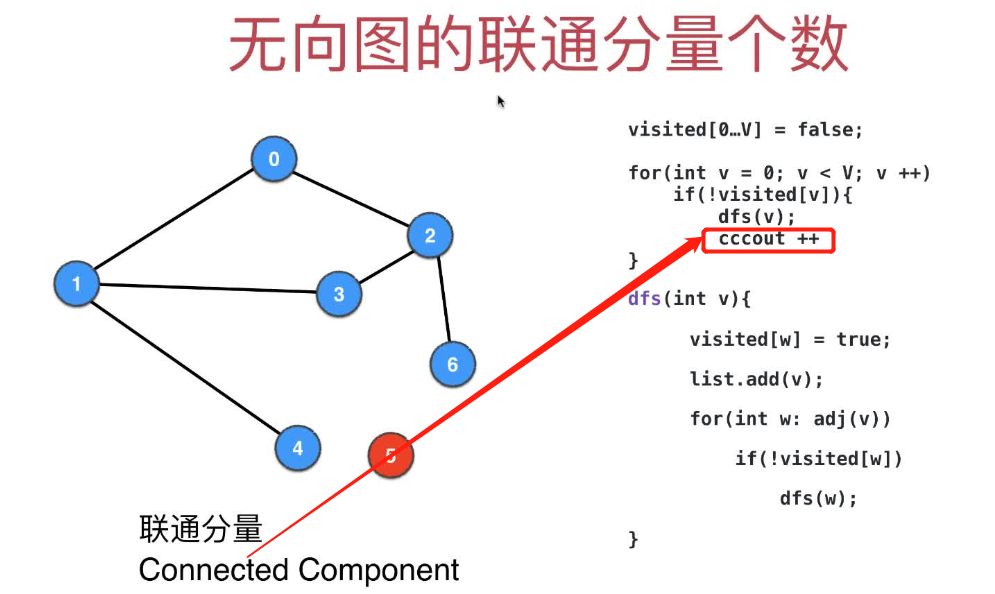 无向图的联通分量个数
0
1
2
3
4
5
6
联通分量
Connected Component
visited[0…V] = false;
for(int v = 0; v < V; v ++)
if(!visited[v]){
dfs(v);
cccout ++
}
dfs(int v){
visited[w] = true;
list.add(v);
for(int w: adj(v))
if(!visited[w])
dfs(w);
}